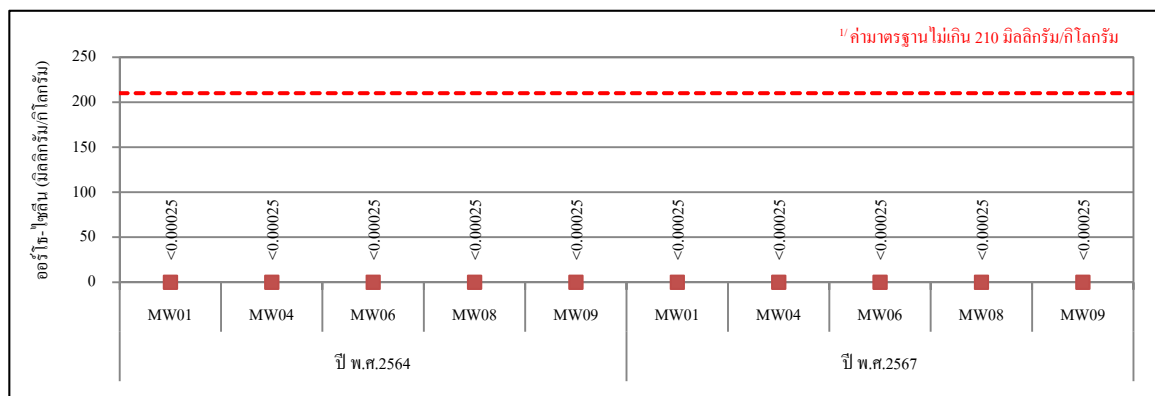 1/ ค่ามาตรฐานไม่เกิน 210 มิลลิกรัม/กิโลกรัม
ออร์โธ-ไซลีน (มิลลิกรัม/กิโลกรัม)
250
200
150
100
50
0
<0.00025 <0.00025 <0.00025 <0.00025 <0.00025 <0.00025 <0.00025 <0.00025 <0.00025 <0.00025
MW01 MW04 MW06 MW08 MW09 MW01 MW04 MW06 MW08 MW09
ปี พ.ศ.2564 ปี พ.ศ.2567